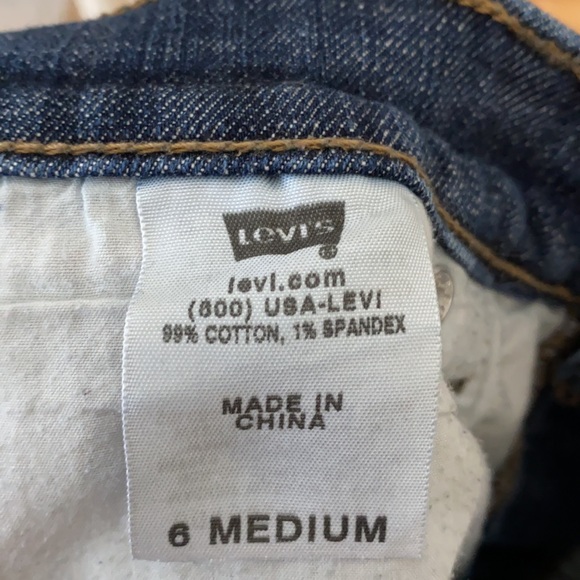 Levi's
®
levi.com
(800) USA-LEVI
99% COTTON, 1% SPANDEX
MADE IN
CHINA
6 MEDIUM